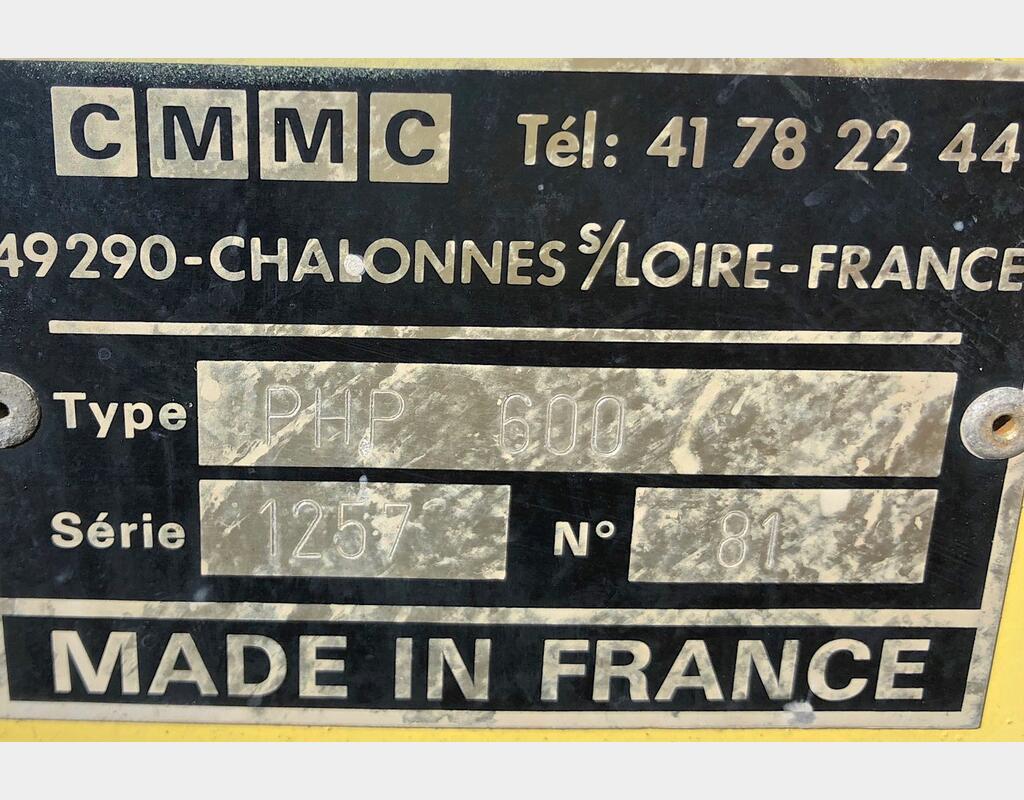 CMMC Tél: 41 78 22 44
49290-CHALONNES S/LOIRE-FRANCE
Type PHP 600
Série 1257 N° 81
MADE IN FRANCE